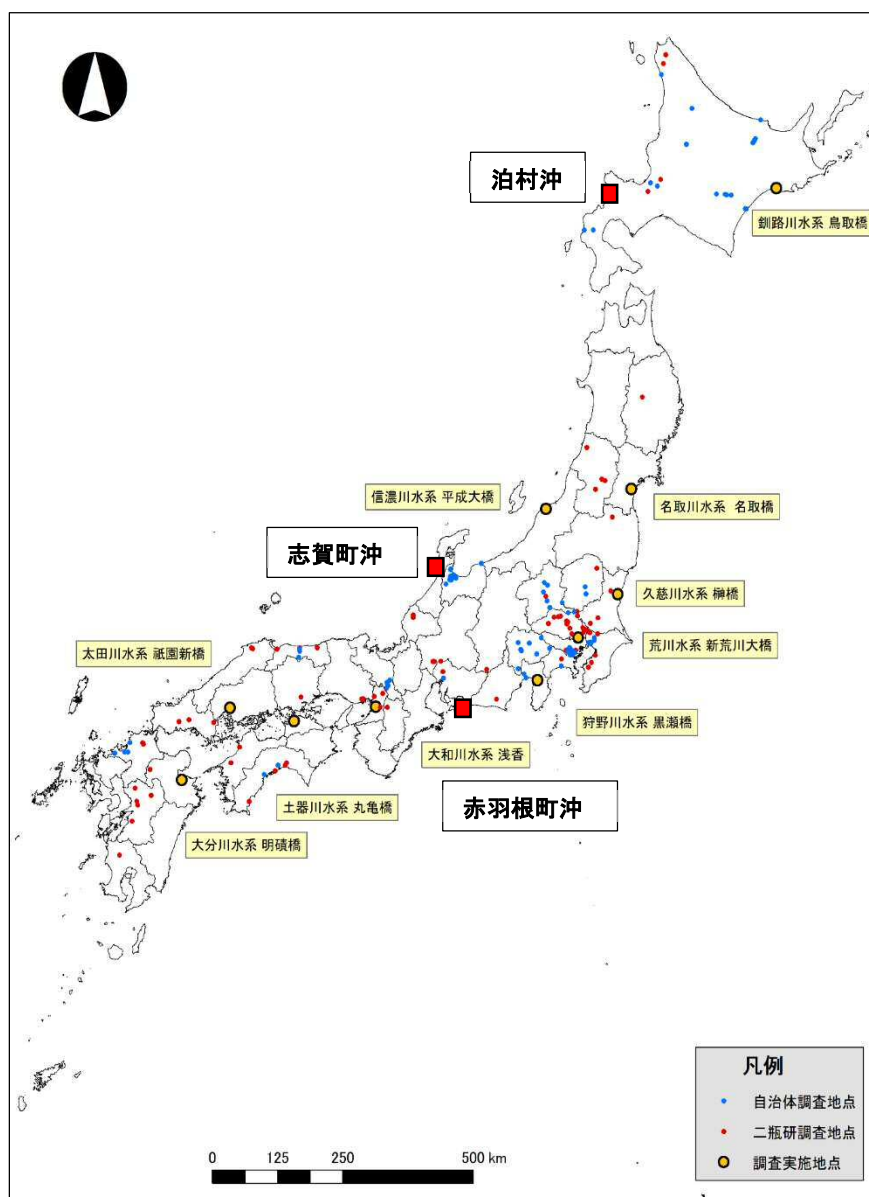 泊村沖
釧路川水系 鳥取橋
信濃川水系 平成大橋
名取川水系 名取橋
志賀町沖
久慈川水系 榊橋
太田川水系 祇園新橋
荒川水系 新荒川大橋
狩野川水系 黒瀬橋
大和川水系 浅香
土器川水系 丸亀橋
赤羽根町沖
大分川水系 明磧橋
凡例
自治体調査地点
二瓶研調査地点
調査実施地点
0 125 250 500 km